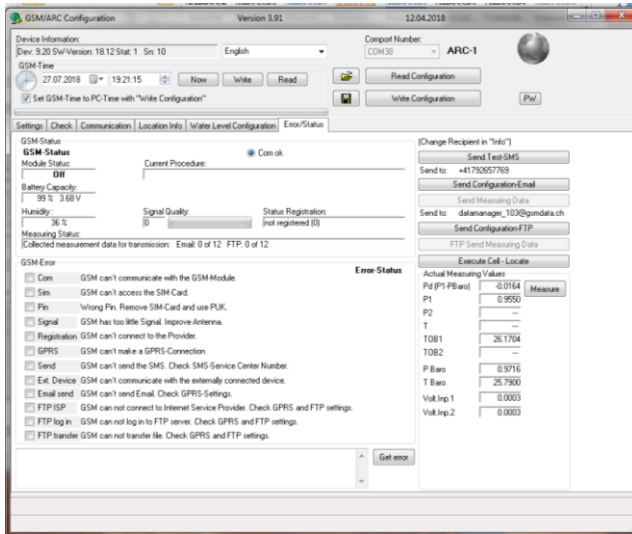 GSM/ARC Configuration Version 3.91 12.04.2018
Device Information:
Dev: 9.20 SW-Version: 18.12 Stat: 1 Sn: 10 English
Comport Number:
COM38 ARC-1
GSM-Time
27.07.2018 19:21:15 Now Write Read
Set GSM-Time to PC-Time with "Write Configuration"
Read Configuration
Write Configuration PW
Settings Check Communication Location Info Water Level Configuration Error/Status
GSM-Status
GSM-Status Com ok
Module Status: Current Procedure:
Off
Battery Capacity:
99 % 3.68 V
Humidity: Signal Quality: Status Registration:
36 % 0 not registered (0)
Measuring Status:
Collected measurement data for transmission: Email: 0 of 12 FTP: 0 of 12
GSM-Error
Error-Status
Com GSM can't communicate with the GSM-Module.
Sim GSM can't access the SIM-Card.
Pin Wrong Pin. Remove SIM-Card and use PUK.
Signal GSM has too little Signal. Improve Antenna.
Registration GSM can't connect to the Provider.
GPRS GSM can't make a GPRS-Connection
Send GSM can't send the SMS. Check SMS-Service Center Number.
Ext. Device GSM can't communicate with the externally connected device.
Email send GSM can't send Email. Check GPRS-Settings.
FTP ISP GSM can not connect to Internet Service Provider. Check GPRS and FTP settings.
FTP log in GSM can not log in to FTP server. Check GPRS and FTP settings.
FTP transfer GSM can not transfer file. Check GPRS and FTP settings.
Get error
(Change Recipient in "Info")
Send Test-SMS
Send to: +41792657769
Send Configuration-Email
Send Measuring Data
Send to: datamanager_103@gsmdata.ch
Send Configuration-FTP
FTP Send Measuring Data
Execute Cell - Locate
Actual Measuring Values
Pd (P1-PBaro) -0.0164 Measure
P1 0.9550
P2 ---
T ---
TOB1 26.1704
TOB2 ---
P Baro 0.9716
T Baro 25.7900
Volt.Inp.1 0.0003
Volt.Inp.2 0.0003